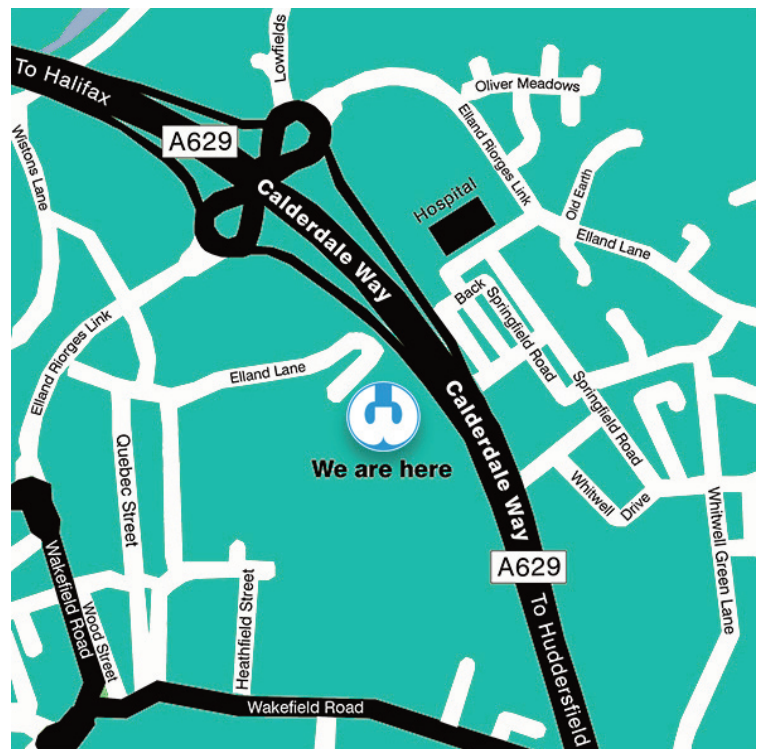 To Halifax
Lowfields
Oliver Meadows
A629
Elland Riorges Link
Wistons Lane
Calderdale Way
Hospital
Old Earth
Elland Lane
Back
Springfield Road
Elland Riorges Link
Elland Lane
Springfield Road
Calderdale Way
We are here
Quebec Street
Whitwell
Drive
Whitwell Green Lane
A629
Wakefield Road
Wood Street
Heathfield Street
To Huddersfield
Wakefield Road